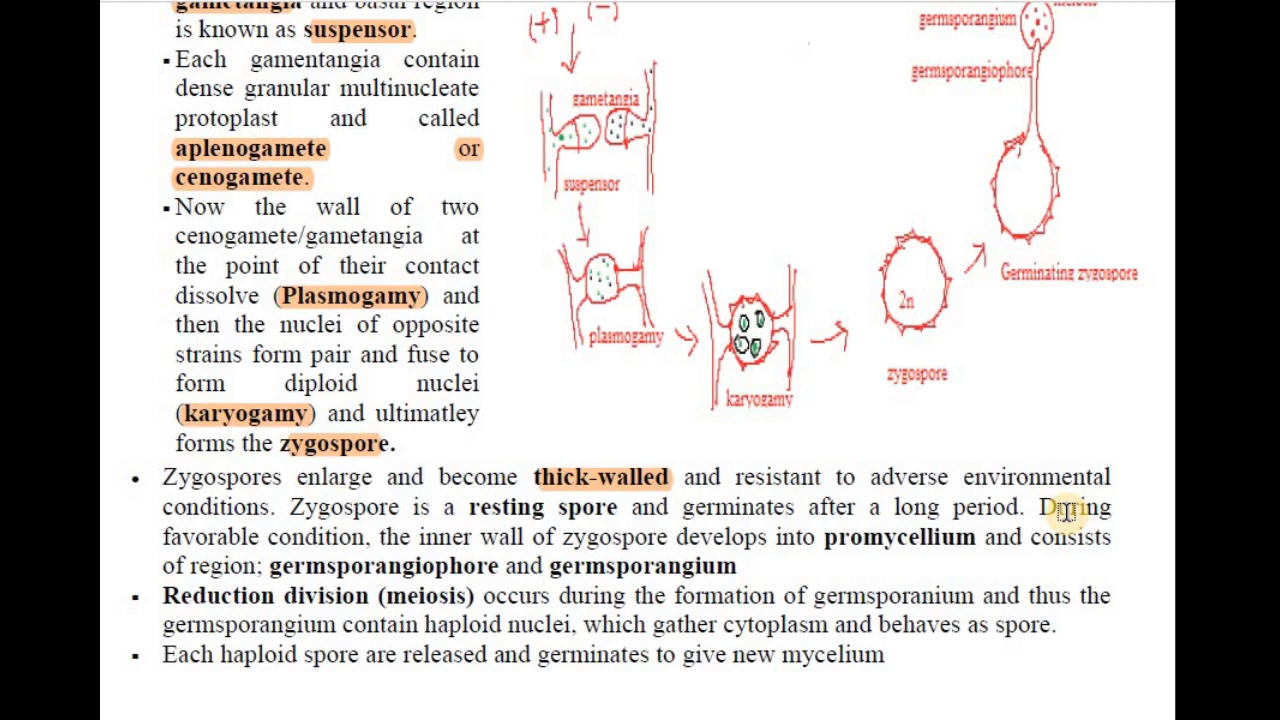 gametangia and basal region
is known as suspensor.
▪ Each gamentangia contain
dense granular multinucleate
protoplast and called
aplenogamete or
cenogamete.
▪ Now the wall of two
cenogamete/gametangia at
the point of their contact
dissolve (Plasmogamy) and
then the nuclei of opposite
strains form pair and fuse to
form diploid nuclei
(karyogamy) and ultimatley
forms the zygospore.
(+) (−)
gametangia
suspensor
plasmogamy
karyogamy
2n
zygospore
Germinating zygospore
germsporangiophore
germsporangium
• Zygospores enlarge and become thick-walled and resistant to adverse environmental
conditions. Zygospore is a resting spore and germinates after a long period. During
favorable condition, the inner wall of zygospore develops into promycellium and consists
of region; germsporangiophore and germsporangium
▪ Reduction division (meiosis) occurs during the formation of germsporanium and thus the
germsporangium contain haploid nuclei, which gather cytoplasm and behaves as spore.
▪ Each haploid spore are released and germinates to give new mycelium